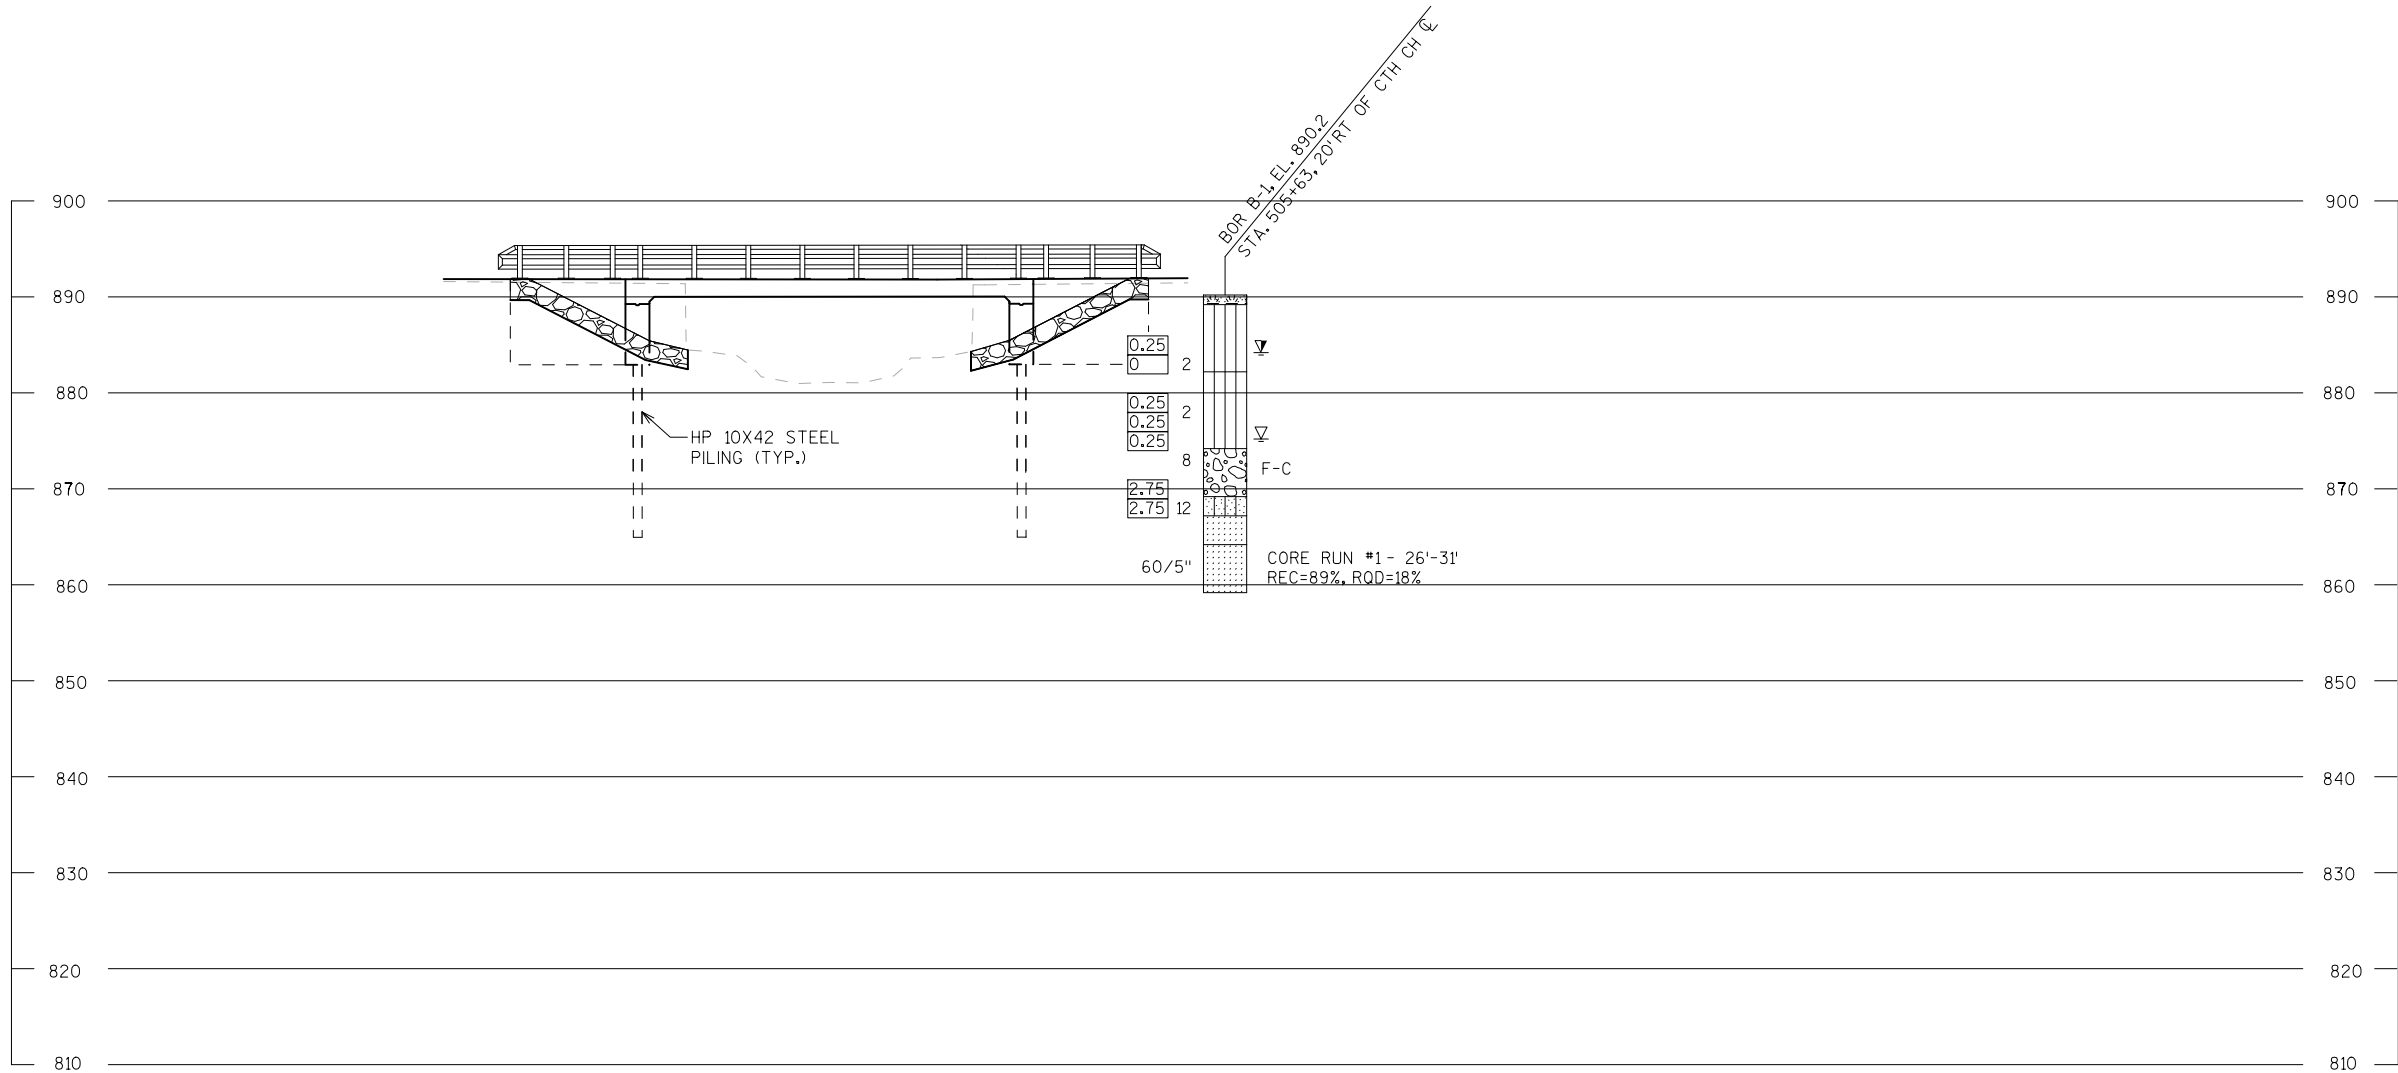 BOR B-1, EL. 890.2
STA. 505+63, 20'RT OF CTH CH ℄
900 900
890 890
0.25
0 2
880 880
0.25
2
0.25
0.25
HP 10X42 STEEL
PILING (TYP.)
8 F-C
870 870
2.75
2.75 12
60/5"
CORE RUN #1 - 26'-31'
REC=89%, RQD=18%
860 860
850 850
840 840
830 830
820 820
810 810